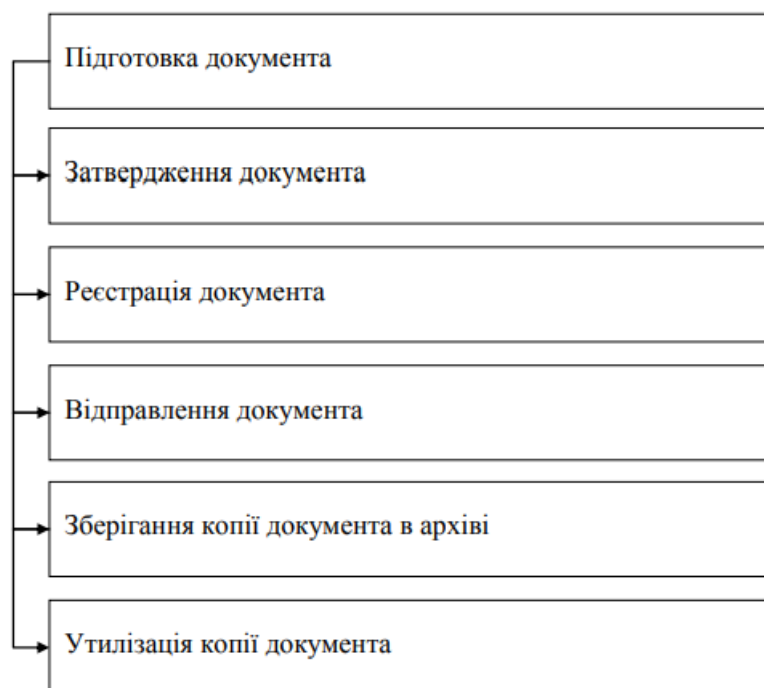 Підготовка документа
Затвердження документа
Реєстрація документа
Відправлення документа
Зберігання копії документа в архіві
Утилізація копії документа